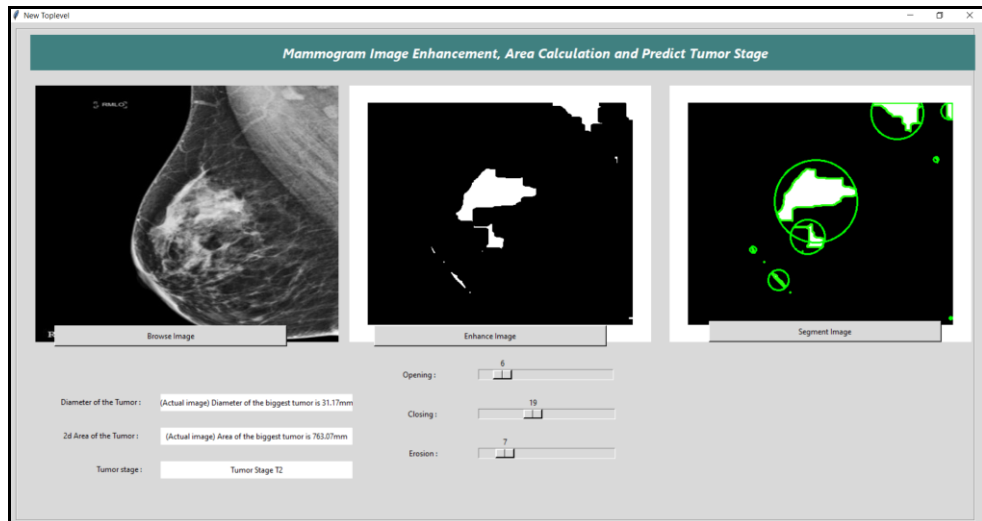 New Toplevel
Mammogram Image Enhancement, Area Calculation and Predict Tumor Stage
RMLO
Browse Image
Enhance Image
Segment Image
Opening :
6
Diameter of the Tumor :
(Actual image) Diameter of the biggest tumor is 31.17mm
Closing :
19
2d Area of the Tumor :
(Actual image) Area of the biggest tumor is 763.07mm
Erosion :
7
Tumor stage :
Tumor Stage T2